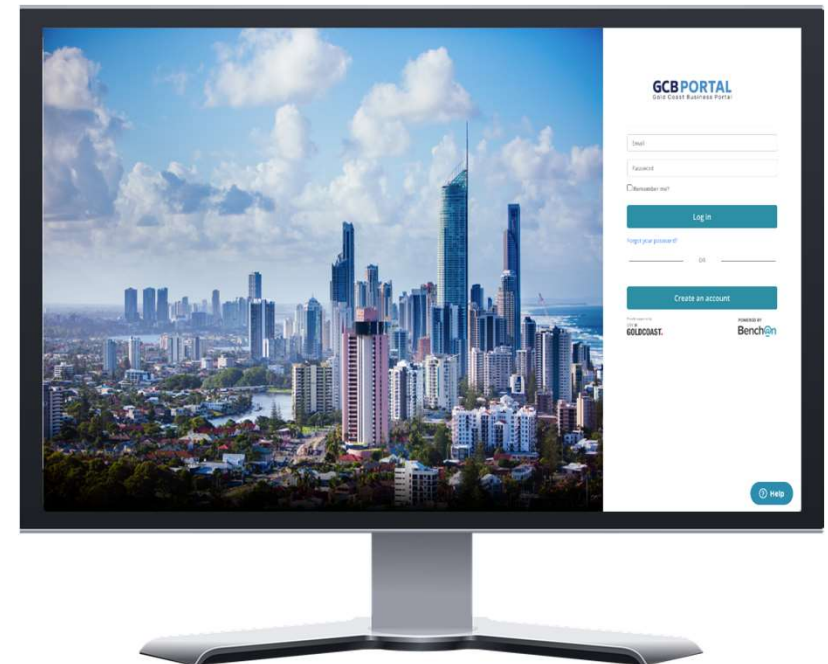 GCB PORTAL
Gold Coast Business Portal
Email
Password
Remember me?
Log in
Forgot your password?
OR
Create an account
GOLDCOAST.
POWERED BY
Bench@n
Help